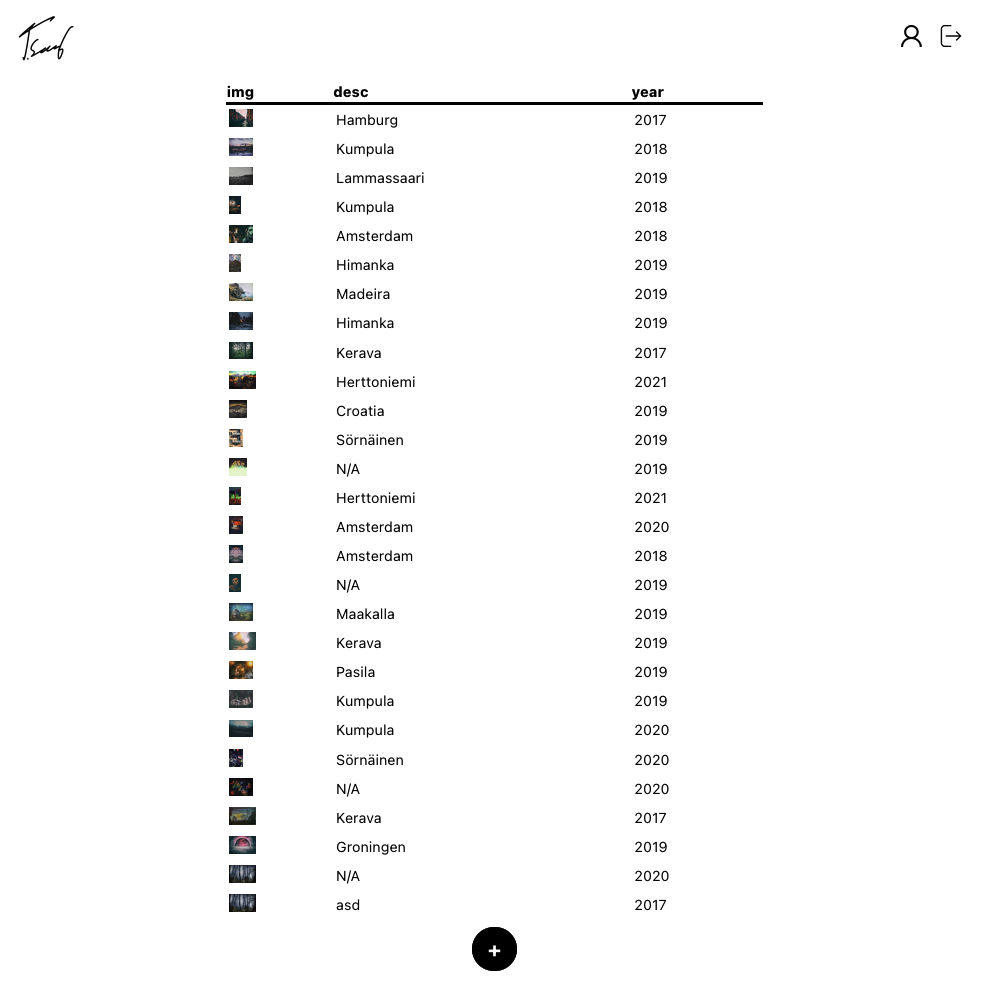 img desc year
Hamburg 2017
Kumpula 2018
Lammassaari 2019
Kumpula 2018
Amsterdam 2018
Himanka 2019
Madeira 2019
Himanka 2019
Kerava 2017
Herttoniemi 2021
Croatia 2019
Sörnäinen 2019
N/A 2019
Herttoniemi 2021
Amsterdam 2020
Amsterdam 2018
N/A 2019
Maakalla 2019
Kerava 2019
Pasila 2019
Kumpula 2019
Kumpula 2020
Sörnäinen 2020
N/A 2020
Kerava 2017
Groningen 2019
N/A 2020
asd 2017
+